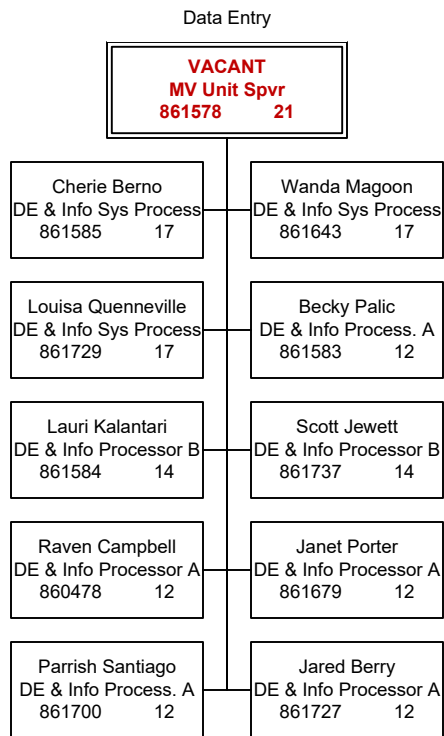 Data Entry
VACANT
MV Unit Spvr
861578 21
Cherie Berno
DE & Info Sys Process
861585 17
Wanda Magoon
DE & Info Sys Process
861643 17
Louisa Quenneville
DE & Info Sys Process
861729 17
Becky Palic
DE & Info Process. A
861583 12
Lauri Kalantari
DE & Info Processor B
861584 14
Scott Jewett
DE & Info Processor B
861737 14
Raven Campbell
DE & Info Processor A
860478 12
Janet Porter
DE & Info Processor A
861679 12
Parrish Santiago
DE & Info Process. A
861700 12
Jared Berry
DE & Info Processor A
861727 12